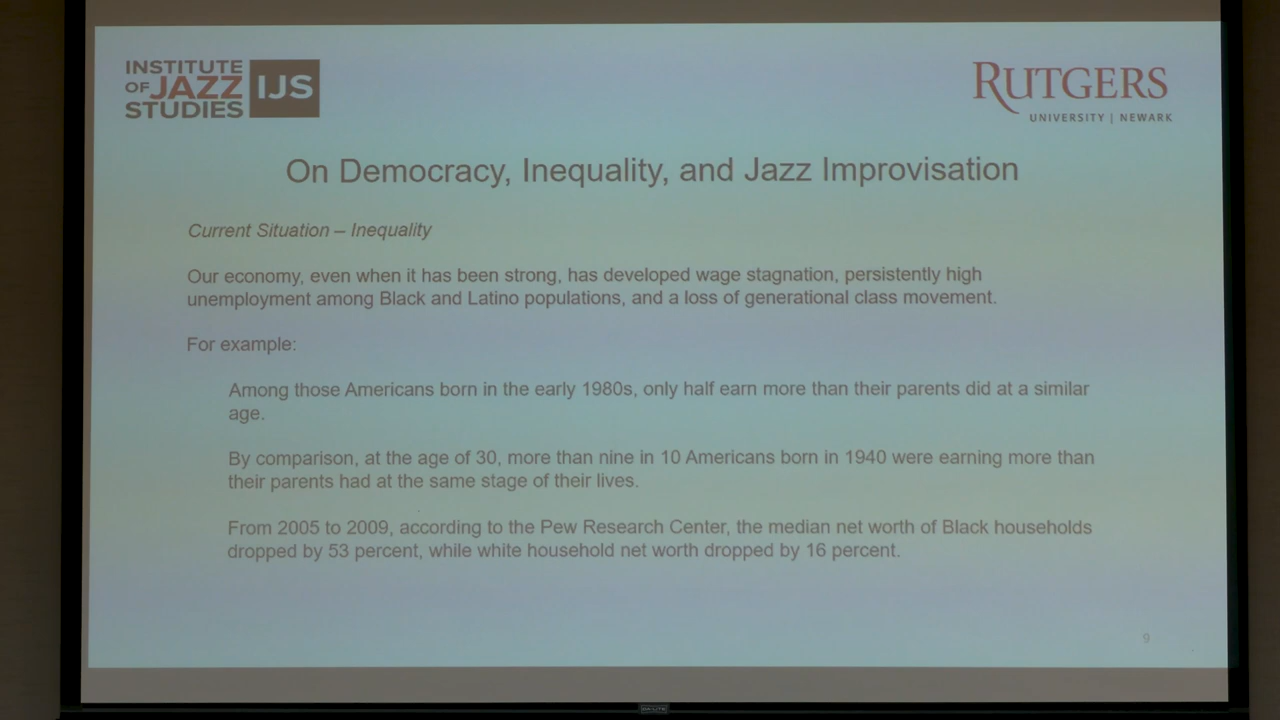 INSTITUTE
OF JAZZ
STUDIES
IJS
RUTGERS
UNIVERSITY | NEWARK
On Democracy, Inequality, and Jazz Improvisation
Current Situation – Inequality
Our economy, even when it has been strong, has developed wage stagnation, persistently high
unemployment among Black and Latino populations, and a loss of generational class movement.
For example:
Among those Americans born in the early 1980s, only half earn more than their parents did at a similar
age.
By comparison, at the age of 30, more than nine in 10 Americans born in 1940 were earning more than
their parents had at the same stage of their lives.
From 2005 to 2009, according to the Pew Research Center, the median net worth of Black households
dropped by 53 percent, while white household net worth dropped by 16 percent.
9
DA-LITE